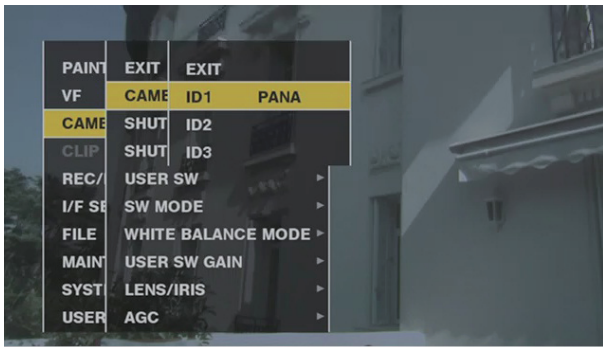 PAINT
VF
CAME
CLIP
REC/
I/F SE
FILE
MAIN
SYST
USER
EXIT
CAME
SHUT
SHUT
USER SW
SW MODE
WHITE BALANCE MODE
USER SW GAIN
LENS/IRIS
AGC
EXIT
ID1 PANA
ID2
ID3